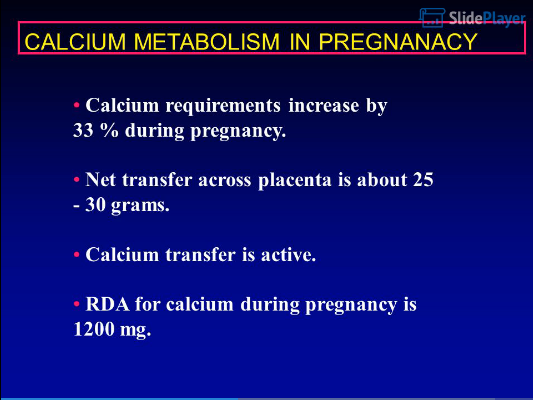 SlidePlayer
CALCIUM METABOLISM IN PREGNANACY
• Calcium requirements increase by
33 % during pregnancy.
• Net transfer across placenta is about 25
- 30 grams.
• Calcium transfer is active.
• RDA for calcium during pregnancy is
1200 mg.